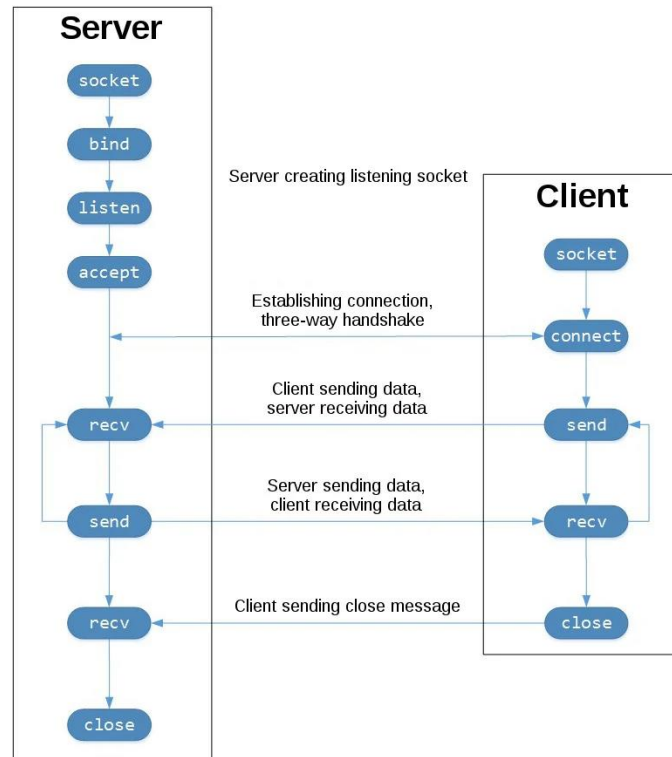 Server
socket
bind
listen
accept
recv
send
recv
close
Server creating listening socket
Establishing connection,
three-way handshake
Client sending data,
server receiving data
Server sending data,
client receiving data
Client sending close message
Client
socket
connect
send
recv
close